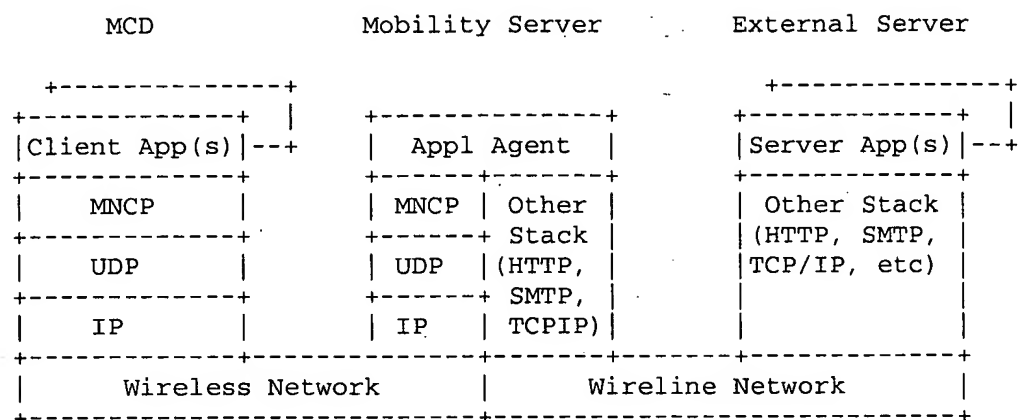 MCD Mobility Server External Server
Client App(s) Appl Agent Server App(s)
MNCP MNCP Other Other Stack
Stack (HTTP, SMTP,
UDP UDP (HTTP, TCP/IP, etc)
SMTP,
IP IP TCPIP)
Wireless Network Wireline Network